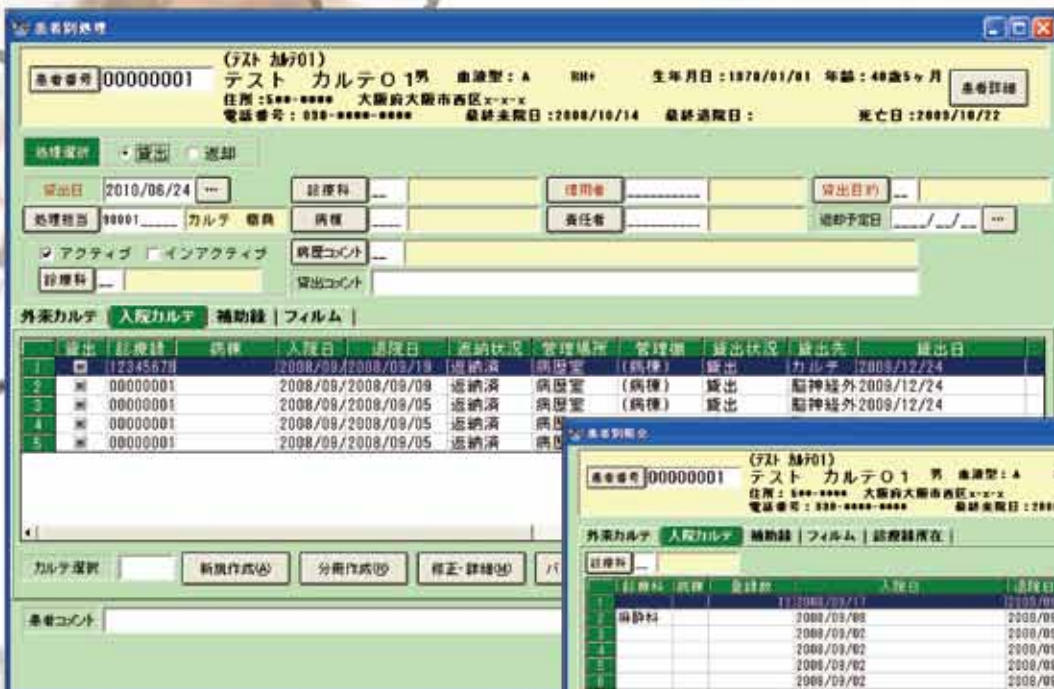 患者別処理
(テスト カルテ01)
患者番号 00000001 テスト カルテ01 男 血液型:A RH+ 生年月日:1970/01/01 年齢:40歳5ヶ月 患者詳細
住所:5**-**** 大阪府大阪市西区x-x-x
電話番号:090-****-**** 最終来院日:2008/10/14 最終退院日: 死亡日:2009/10/22
処理選択 貸出 返却
貸出日 2010/06/24 ... 診療科 借用者 貸出目的
処理担当 90001 カルテ 病棟 責任者 返却予定日 __/__/__ ...
アクティブ インアクティブ 病歴コメント
診療科 貸出コメント
外来カルテ 入院カルテ 補助録 フィルム
貸出 診療録 病棟 入院日 退院日 返納状況 管理場所 管理棚 貸出状況 貸出先 貸出日
1 12345678 2008/09/ 2008/09/19 返納済 病歴室 (病棟) 貸出 カルテ 2009/12/24
2 00000001 2008/09/ 2008/09/09 返納済 病歴室 (病棟) 貸出 脳神経外 2009/12/24
3 00000001 2008/09/ 2008/09/05 返納済 病歴室 (病棟) 貸出 脳神経外 2009/12/24
4 00000001 2008/09/ 2008/09/05 返納済
5 00000001 2008/09/ 2008/09/05 返納済
カルテ選択 新規作成(A) 分冊作成 修正・詳細(M)
患者コメント
患者別照会
(テスト カルテ01)
患者番号 00000001 テスト カルテ01 男 血液型:A
住所:5**-**** 大阪府大阪市西区x-x-x
電話番号:090-****-**** 最終来院日:200
外来カルテ 入院カルテ 補助録 フィルム 診療録所在
診療科
診療科 病棟 登録数 入院日 退院日
1 2008/09/17
2 麻酔科 2008/09/08
3 2008/09/02
4 2008/09/02
5 2008/09/02
6 2008/09/02